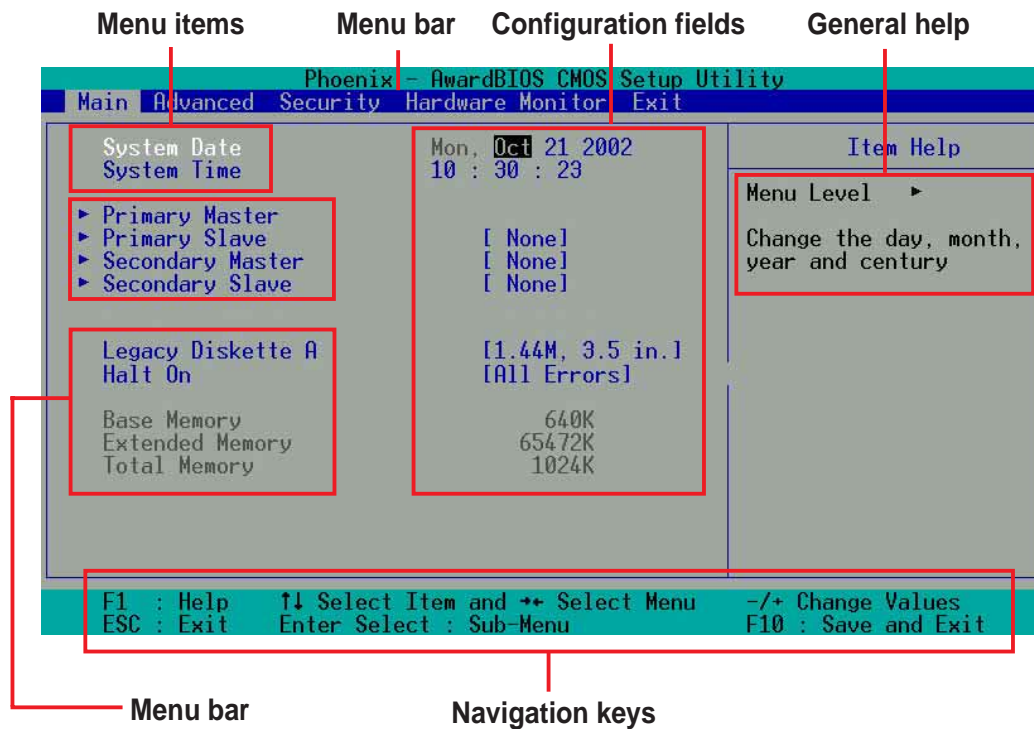 Menu items Menu bar Configuration fields General help
Phoenix - AwardBIOS CMOS Setup Utility
Main Advanced Security Hardware Monitor Exit
System Date Mon, Oct 21 2002
System Time 10 : 30 : 23
► Primary Master
► Primary Slave [ None]
► Secondary Master [ None]
► Secondary Slave [ None]
Legacy Diskette A [1.44M, 3.5 in.]
Halt On [All Errors]
Base Memory 640K
Extended Memory 65472K
Total Memory 1024K
Item Help
Menu Level ►
Change the day, month,
year and century
F1 : Help ↑↓ Select Item and →← Select Menu -/+ Change Values
ESC : Exit Enter Select : Sub-Menu F10 : Save and Exit
Menu bar Navigation keys